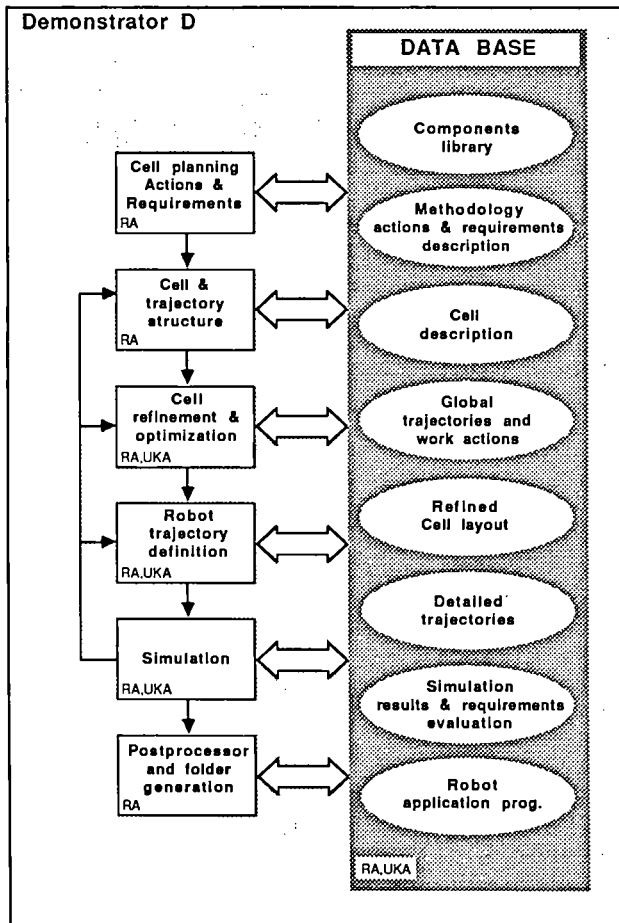 Demonstrator D
Cell planning
Actions &
Requirements
RA
Cell &
trajectory
structure
RA
Cell
refinement &
optimization
RA,UKA
Robot
trajectory
definition
RA,UKA
Simulation
RA,UKA
Postprocessor
and folder
generation
RA
DATA BASE
Components
library
Methodology
actions & requirements
description
Cell
description
Global
trajectories and
work actions
Refined
Cell layout
Detailed
trajectories
Simulation
results & requirements
evaluation
Robot
application prog.
RA,UKA